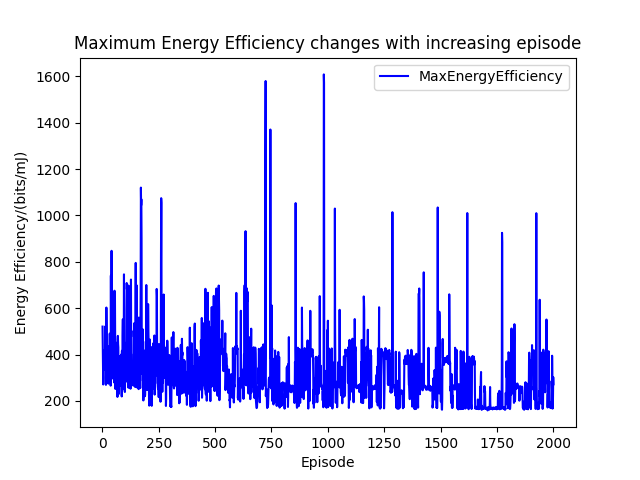 Maximum Energy Efficiency changes with increasing episode
MaxEnergyEfficiency
Energy Efficiency/(bits/mJ)
1600
1400
1200
1000
800
600
400
200
0 250 500 750 1000 1250 1500 1750 2000
Episode